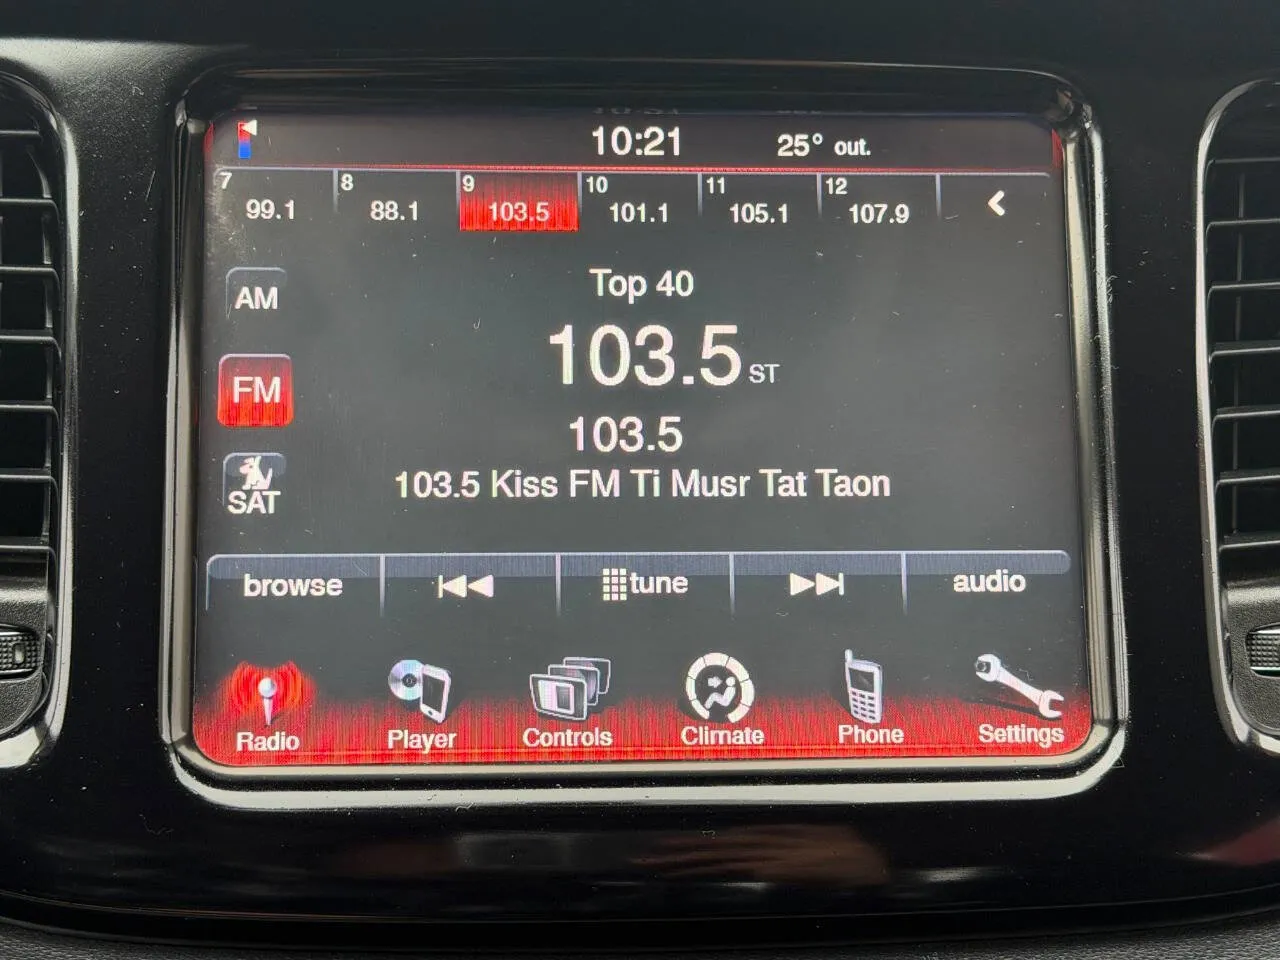 10:21 25° out.
7 8 9 10 11 12
99.1 88.1 103.5 101.1 105.1 107.9
AM
Top 40
103.5 ST
FM
103.5
SAT
103.5 Kiss FM Ti Musr Tat Taon
browse tune audio
Radio Player Controls Climate Phone Settings